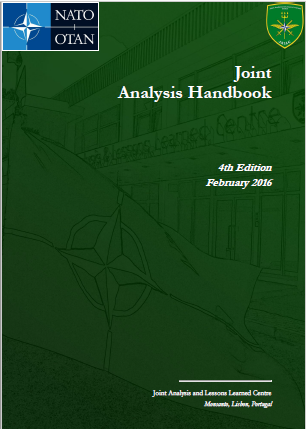 NATO
OTAN
Joint
Analysis Handbook
4th Edition
February 2016
Joint Analysis and Lessons Learned Centre
Monsanto, Lisbon, Portugal